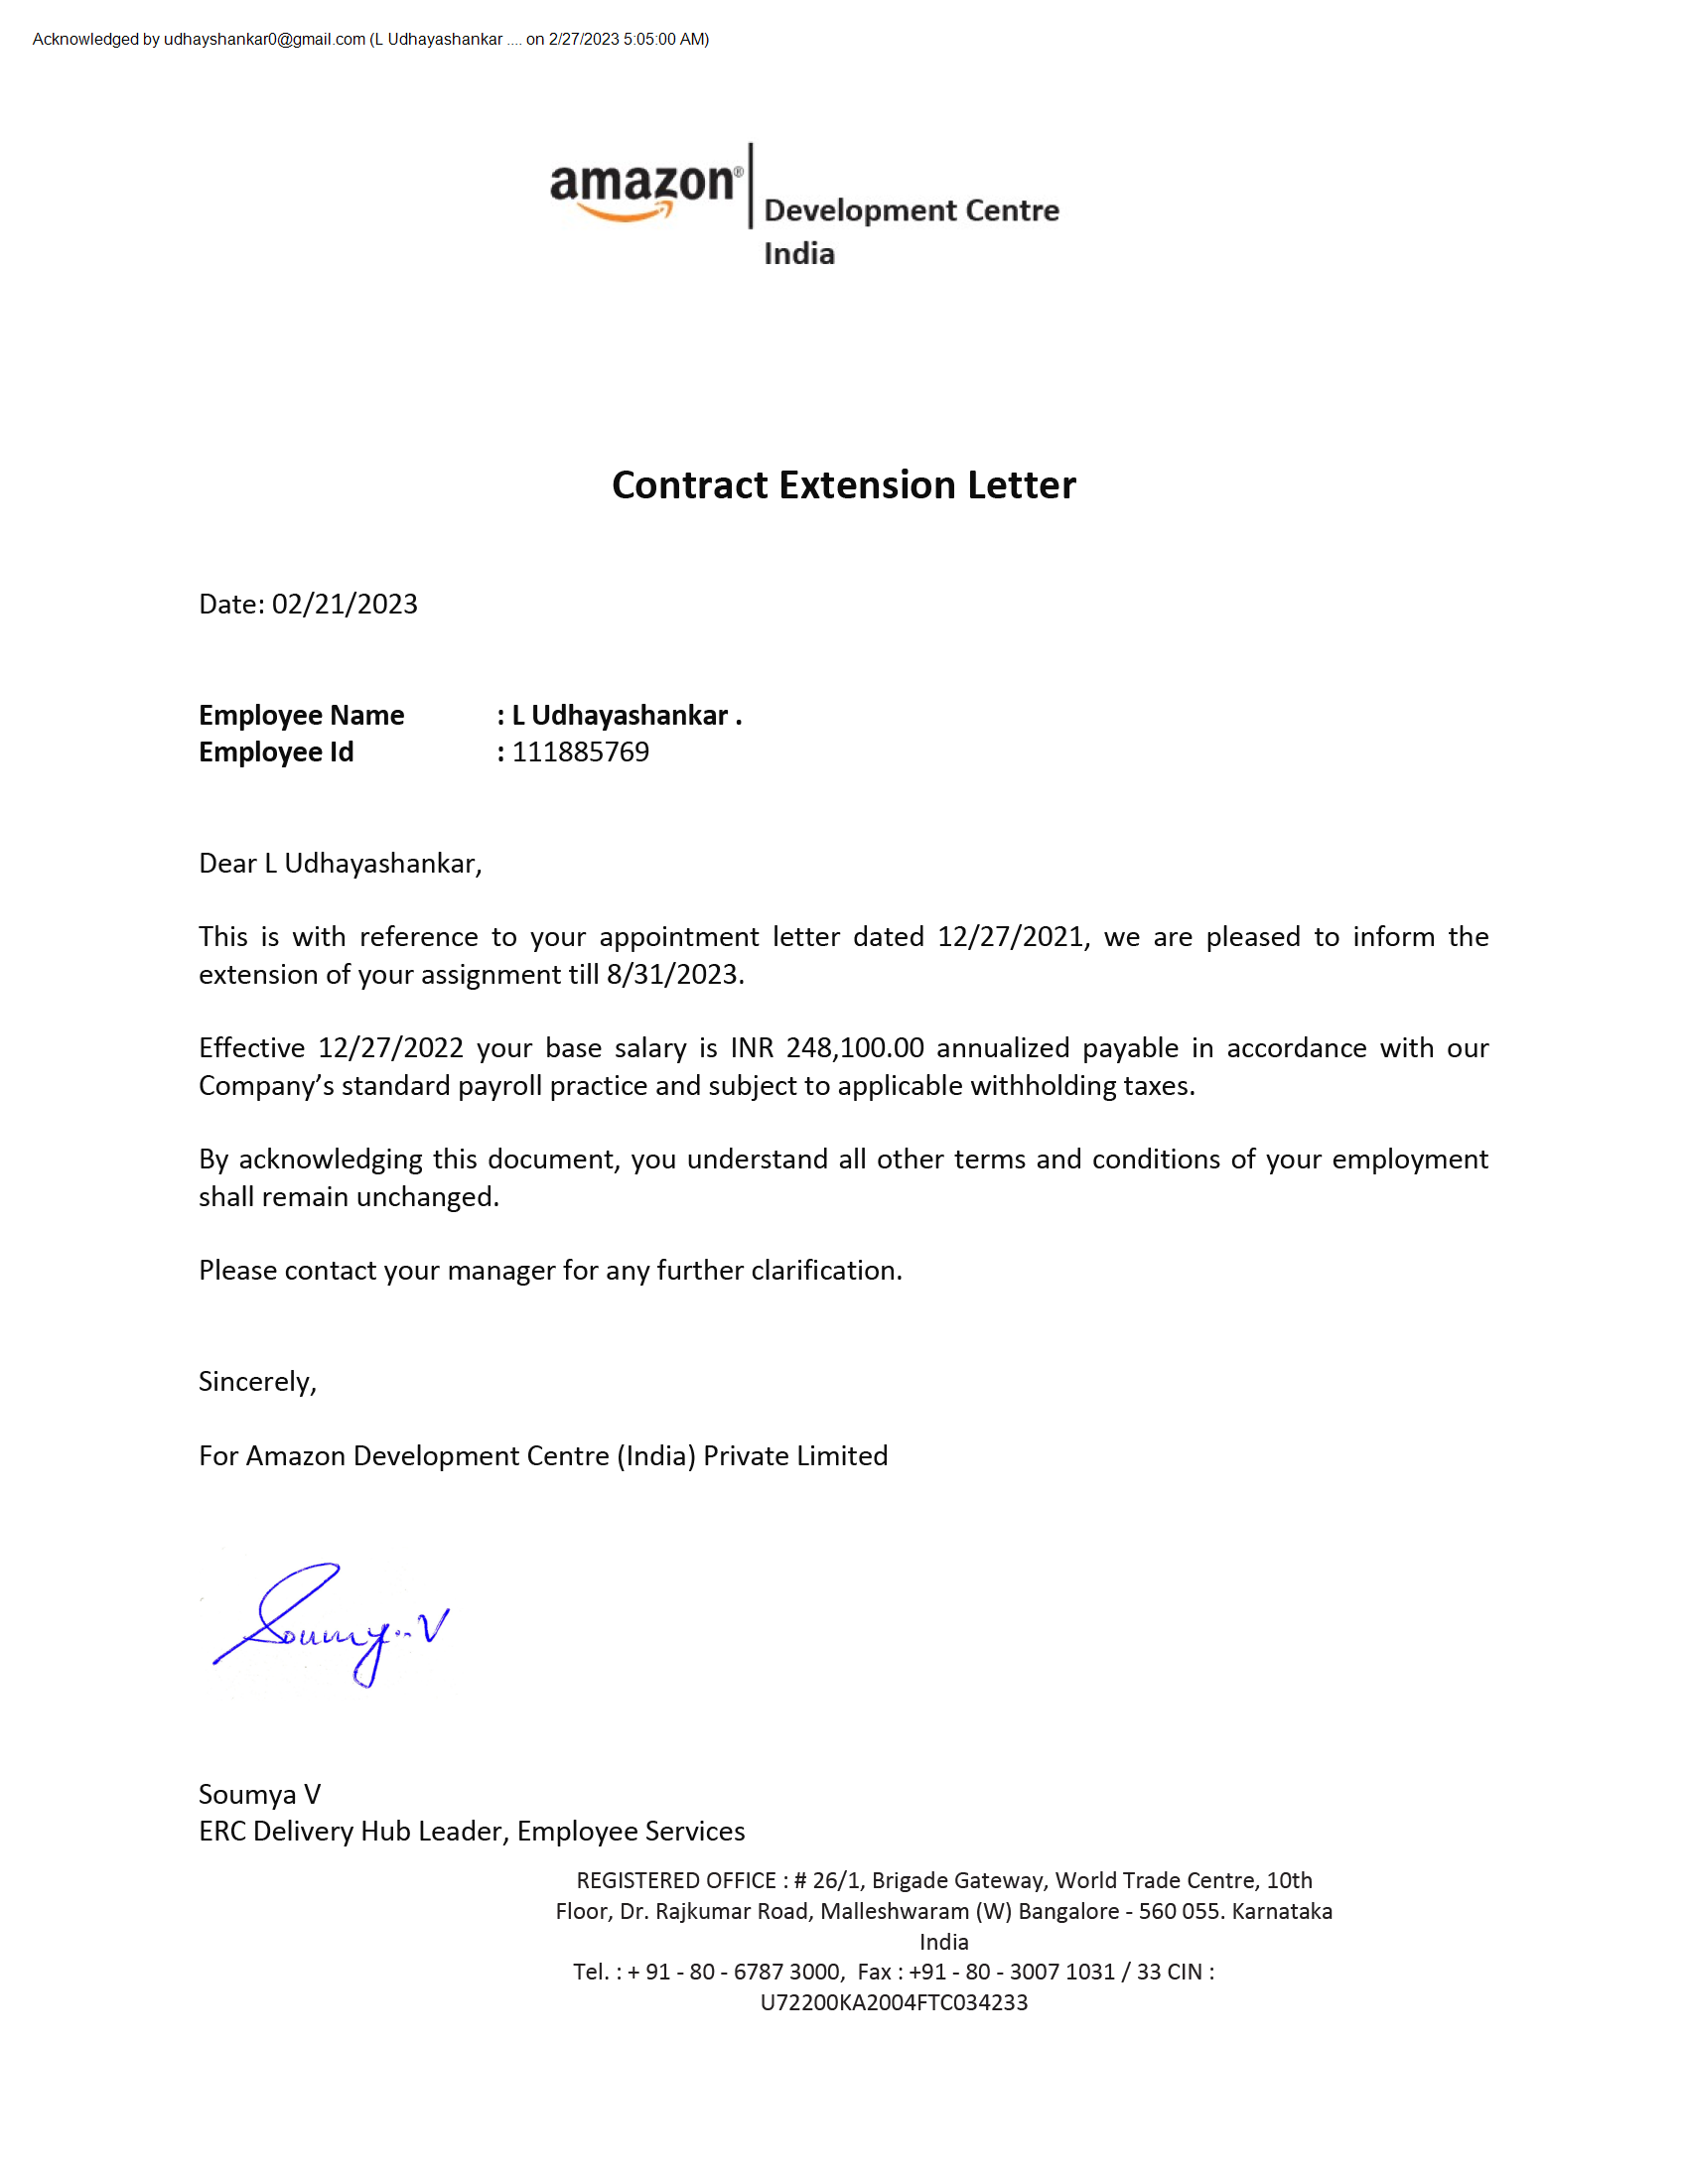 Acknowledged by udhayshankar0@gmail.com (L Udhayashankar .... on 2/27/2023 5:05:00 AM)
amazon®
Development Centre
India
Contract Extension Letter
Date: 02/21/2023
Employee Name : L Udhayashankar .
Employee Id : 111885769
Dear L Udhayashankar,
This is with reference to your appointment letter dated 12/27/2021, we are pleased to inform the
extension of your assignment till 8/31/2023.
Effective 12/27/2022 your base salary is INR 248,100.00 annualized payable in accordance with our
Company’s standard payroll practice and subject to applicable withholding taxes.
By acknowledging this document, you understand all other terms and conditions of your employment
shall remain unchanged.
Please contact your manager for any further clarification.
Sincerely,
For Amazon Development Centre (India) Private Limited
Soumya V
Soumya V
ERC Delivery Hub Leader, Employee Services
REGISTERED OFFICE : # 26/1, Brigade Gateway, World Trade Centre, 10th
Floor, Dr. Rajkumar Road, Malleshwaram (W) Bangalore - 560 055. Karnataka
India
Tel. : + 91 - 80 - 6787 3000, Fax : +91 - 80 - 3007 1031 / 33 CIN :
U72200KA2004FTC034233